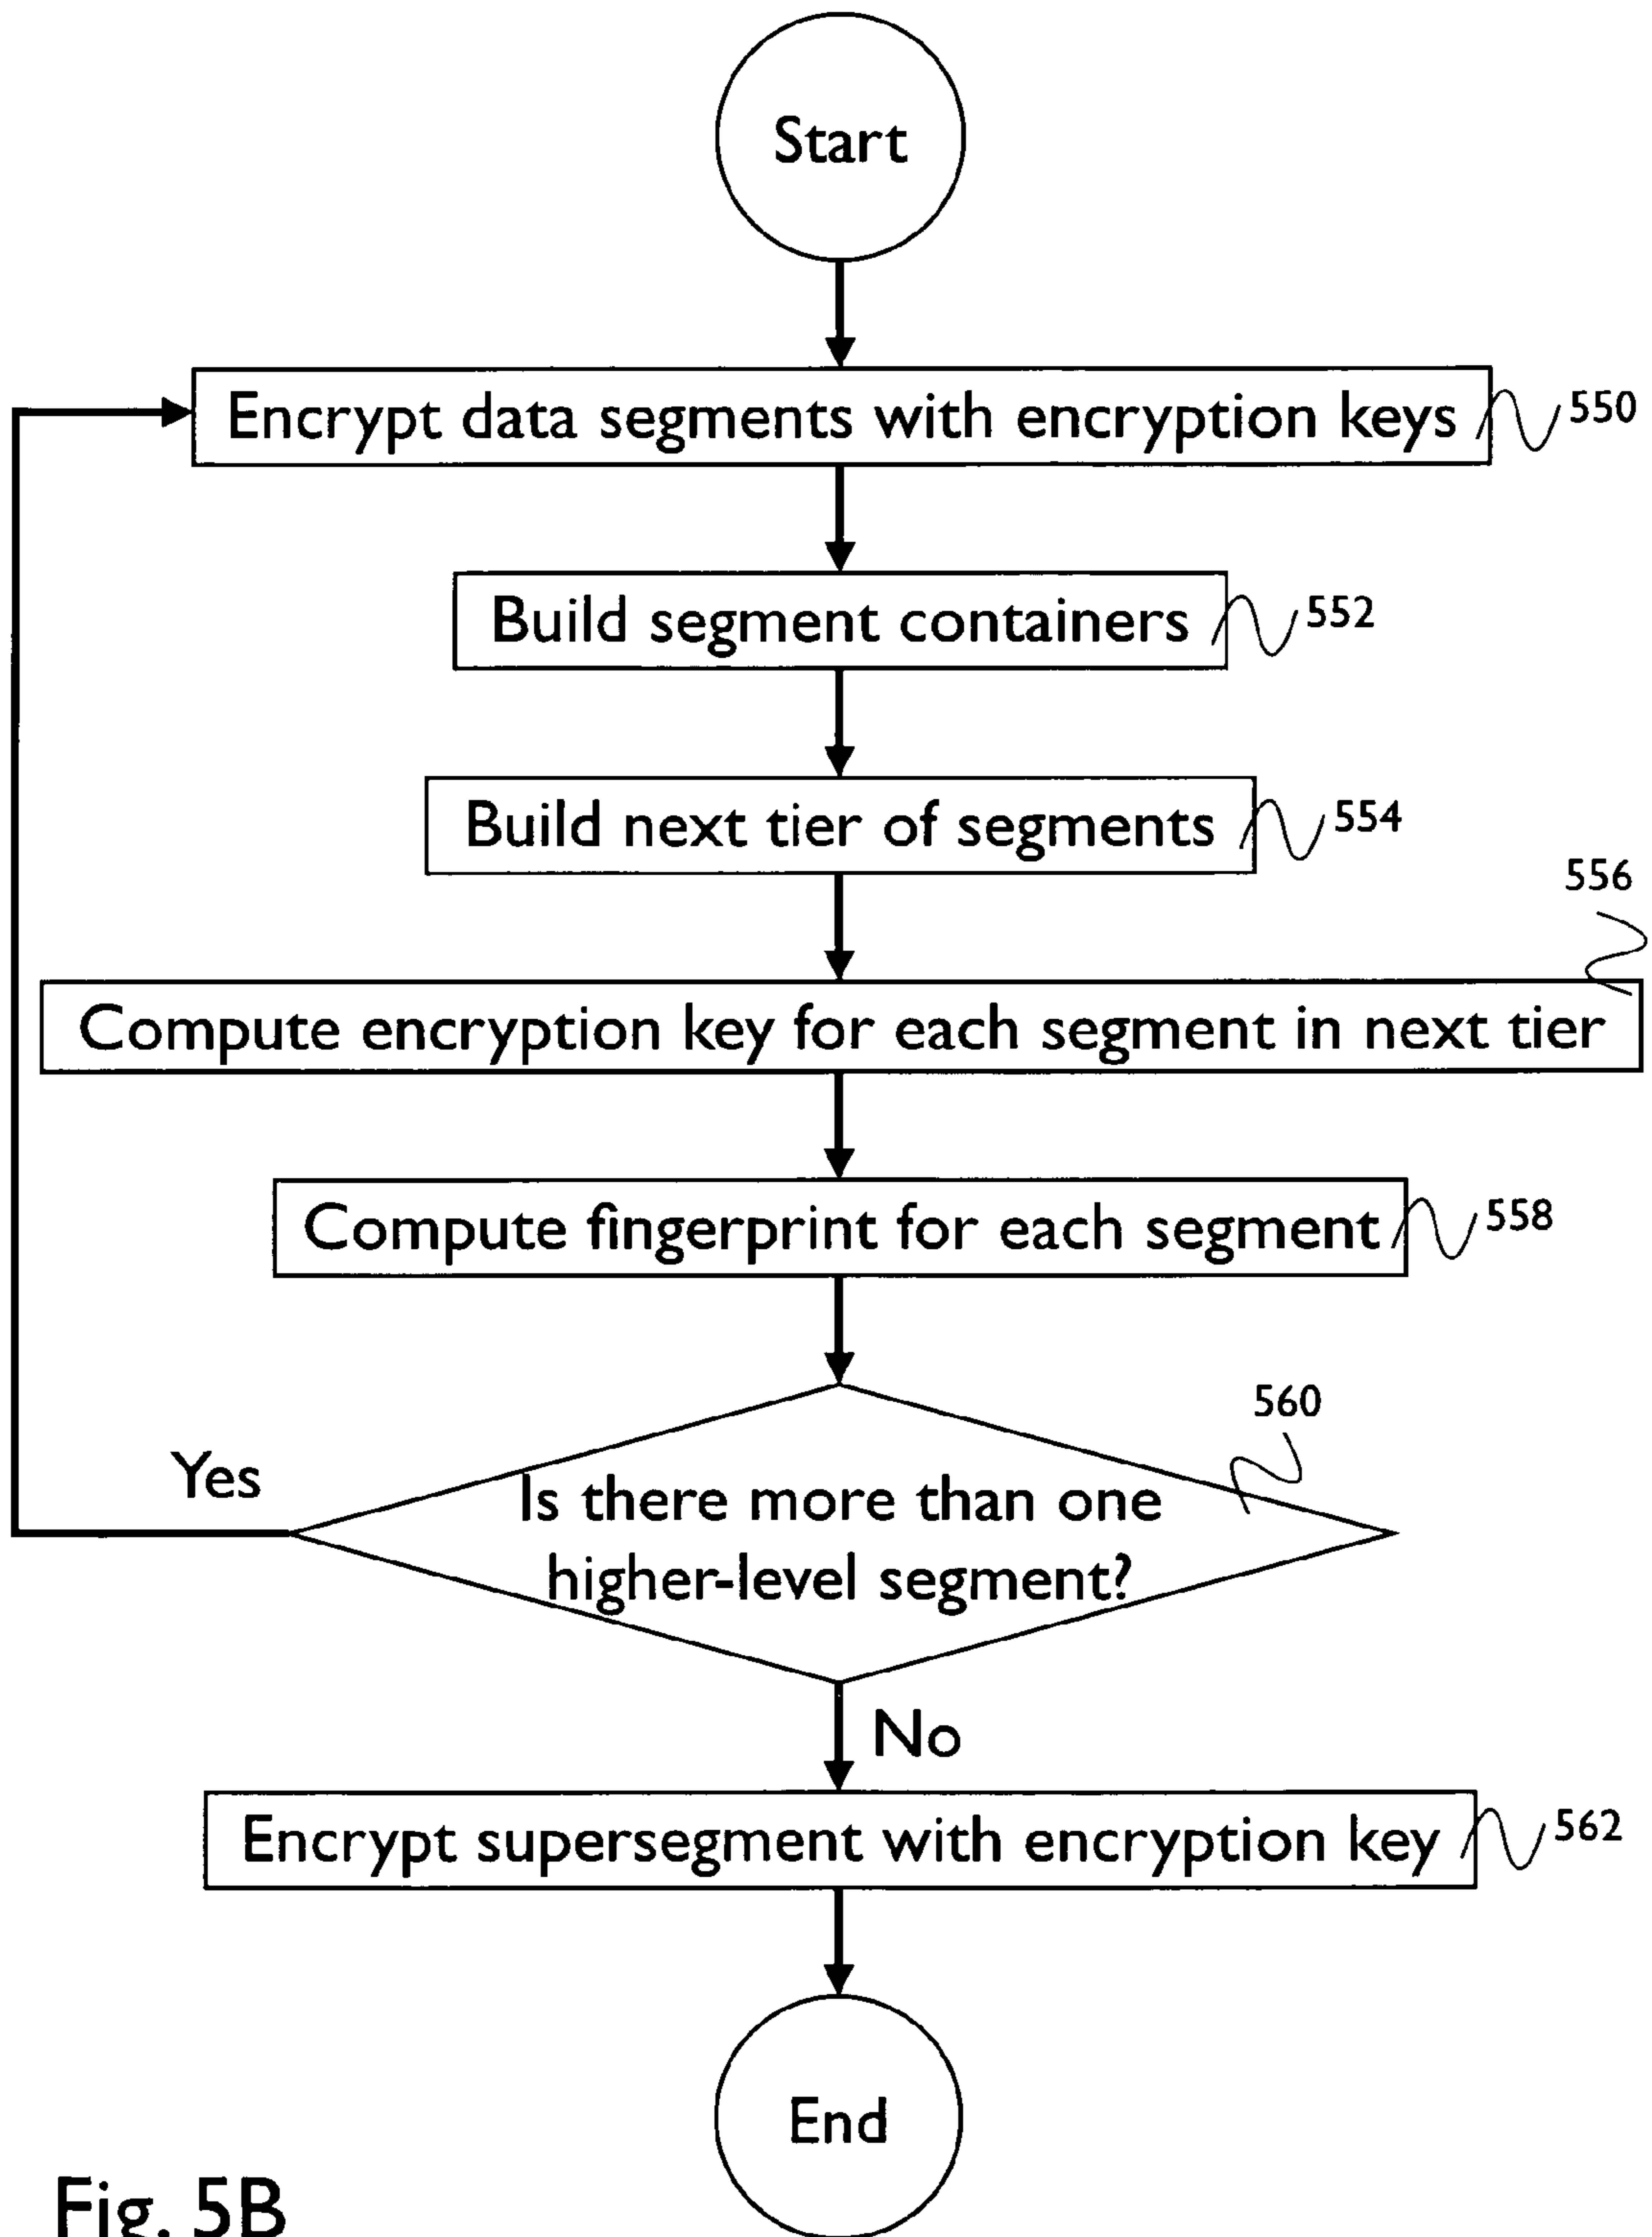 Start
Encrypt data segments with encryption keys
550
Build segment containers
552
Build next tier of segments
554
556
Compute encryption key for each segment in next tier
Compute fingerprint for each segment
558
560
Yes
Is there more than one
higher-level segment?
No
Encrypt supersegment with encryption key
562
End
Fig. 5B